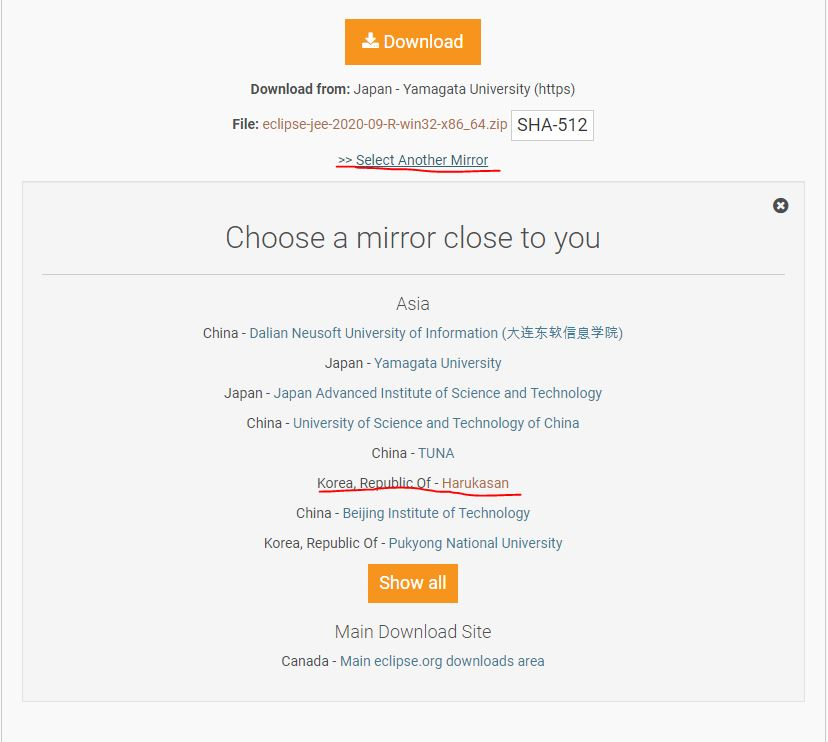 Download
Download from: Japan - Yamagata University (https)
File: eclipse-jee-2020-09-R-win32-x86_64.zip SHA-512
>> Select Another Mirror
Choose a mirror close to you
Asia
China - Dalian Neusoft University of Information (大连东软信息学院)
Japan - Yamagata University
Japan - Japan Advanced Institute of Science and Technology
China - University of Science and Technology of China
China - TUNA
Korea, Republic Of - Harukasan
China - Beijing Institute of Technology
Korea, Republic Of - Pukyong National University
Show all
Main Download Site
Canada - Main eclipse.org downloads area